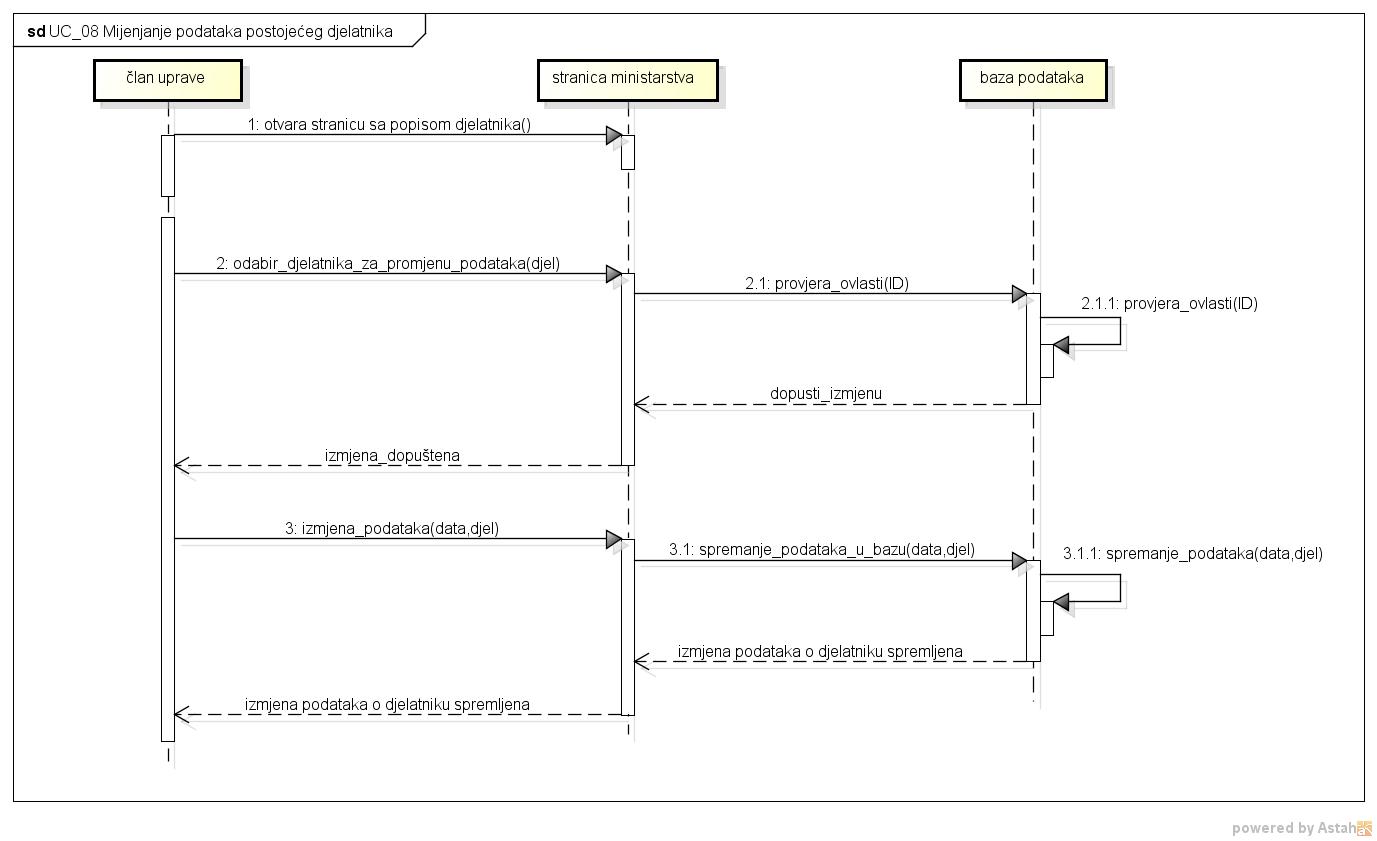 sd UC_08 Mijenjanje podataka postojećeg djelatnika
član uprave
stranica ministarstva
baza podataka
1: otvara stranicu sa popisom djelatnika()
2: odabir_djelatnika_za_promjenu_podataka(djel)
2.1: provjera_ovlasti(ID)
2.1.1: provjera_ovlasti(ID)
dopusti_izmjenu
izmjena_dopuštena
3: izmjena_podataka(data,djel)
3.1: spremanje_podataka_u_bazu(data,djel)
3.1.1: spremanje_podataka(data,djel)
izmjena podataka o djelatniku spremljena
izmjena podataka o djelatniku spremljena
powered by Astah